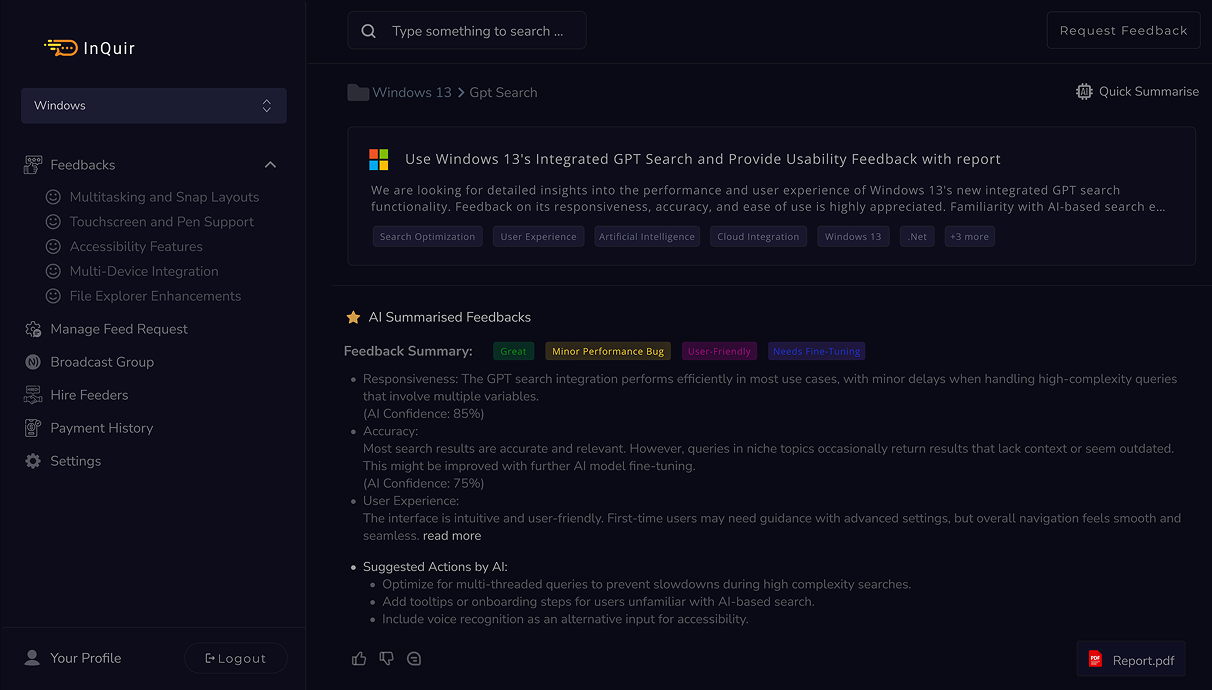 InQuir
Windows
Feedbacks
Multitasking and Snap Layouts
Touchscreen and Pen Support
Accessibility Features
Multi-Device Integration
File Explorer Enhancements
Manage Feed Request
Broadcast Group
Hire Feeders
Payment History
Settings
Your Profile
Logout
Type something to search ...
Request Feedback
Windows 13 > Gpt Search
AI Quick Summarise
Use Windows 13's Integrated GPT Search and Provide Usability Feedback with report
We are looking for detailed insights into the performance and user experience of Windows 13's new integrated GPT search
functionality. Feedback on its responsiveness, accuracy, and ease of use is highly appreciated. Familiarity with AI-based search e...
Search Optimization User Experience Artificial Intelligence Cloud Integration Windows 13 .Net +3 more
AI Summarised Feedbacks
Feedback Summary: Great Minor Performance Bug User-Friendly Needs Fine-Tuning
• Responsiveness: The GPT search integration performs efficiently in most use cases, with minor delays when handling high-complexity queries
that involve multiple variables.
(AI Confidence: 85%)
• Accuracy:
Most search results are accurate and relevant. However, queries in niche topics occasionally return results that lack context or seem outdated.
This might be improved with further AI model fine-tuning.
(AI Confidence: 75%)
• User Experience:
The interface is intuitive and user-friendly. First-time users may need guidance with advanced settings, but overall navigation feels smooth and
seamless. read more
• Suggested Actions by AI:
• Optimize for multi-threaded queries to prevent slowdowns during high complexity searches.
• Add tooltips or onboarding steps for users unfamiliar with AI-based search.
• Include voice recognition as an alternative input for accessibility.
PDF Report.pdf